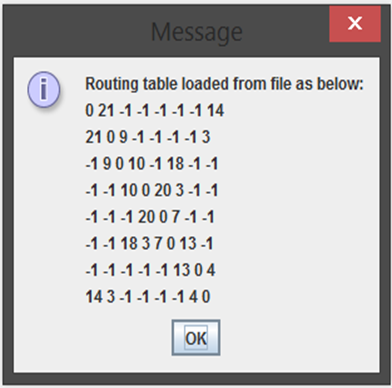 Message
x
i
Routing table loaded from file as below:
0 21 -1 -1 -1 -1 -1 14
21 0 9 -1 -1 -1 -1 3
-1 9 0 10 -1 18 -1 -1
-1 -1 10 0 20 3 -1 -1
-1 -1 -1 20 0 7 -1 -1
-1 -1 18 3 7 0 13 -1
-1 -1 -1 -1 -1 13 0 4
14 3 -1 -1 -1 -1 4 0
OK